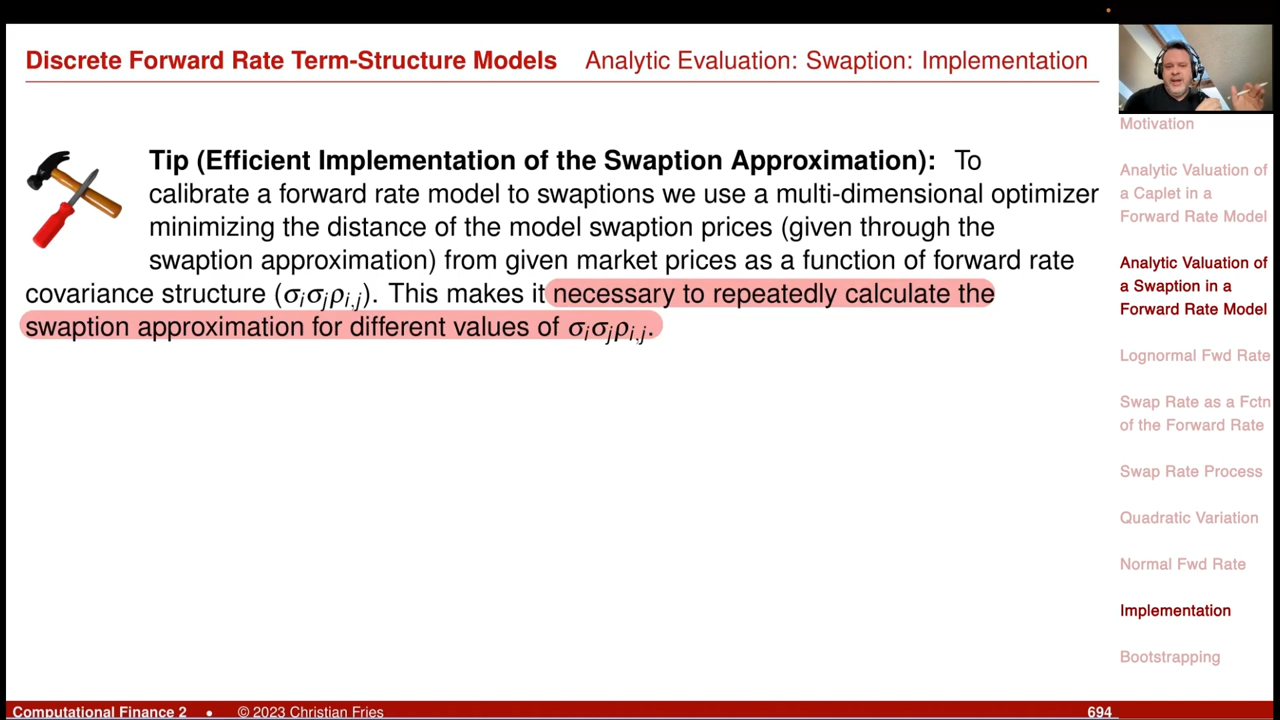 Discrete Forward Rate Term-Structure Models Analytic Evaluation: Swaption: Implementation
Tip (Efficient Implementation of the Swaption Approximation): To
calibrate a forward rate model to swaptions we use a multi-dimensional optimizer
minimizing the distance of the model swaption prices (given through the
swaption approximation) from given market prices as a function of forward rate
covariance structure (σᵢσⱼρᵢ,ⱼ). This makes it necessary to repeatedly calculate the
swaption approximation for different values of σᵢσⱼρᵢ,ⱼ.
Motivation
Analytic Valuation of
a Caplet in a
Forward Rate Model
Analytic Valuation of
a Swaption in a
Forward Rate Model
Lognormal Fwd Rate
Swap Rate as a Fctn
of the Forward Rate
Swap Rate Process
Quadratic Variation
Normal Fwd Rate
Implementation
Bootstrapping
Computational Finance 2 • © 2023 Christian Fries 694